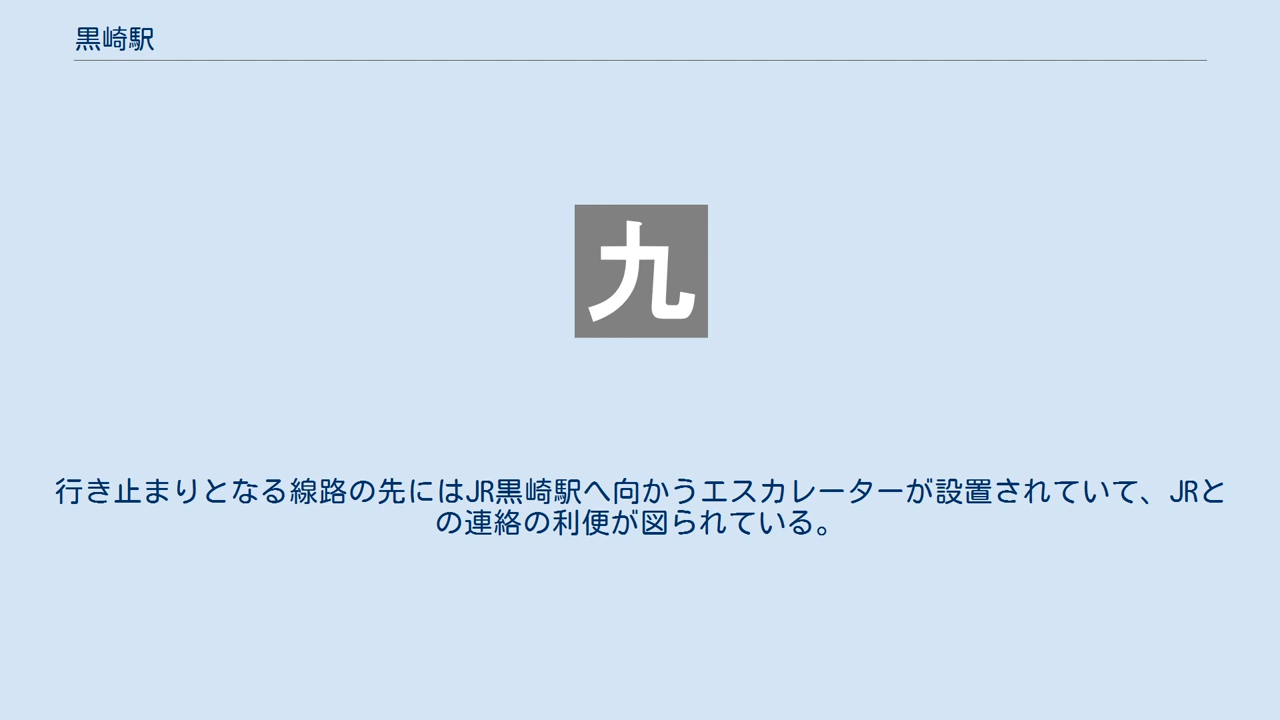 黒崎駅
九
行き止まりとなる線路の先にはJR黒崎駅へ向かうエスカレーターが設置されていて、JRと
の連絡の利便が図られている。